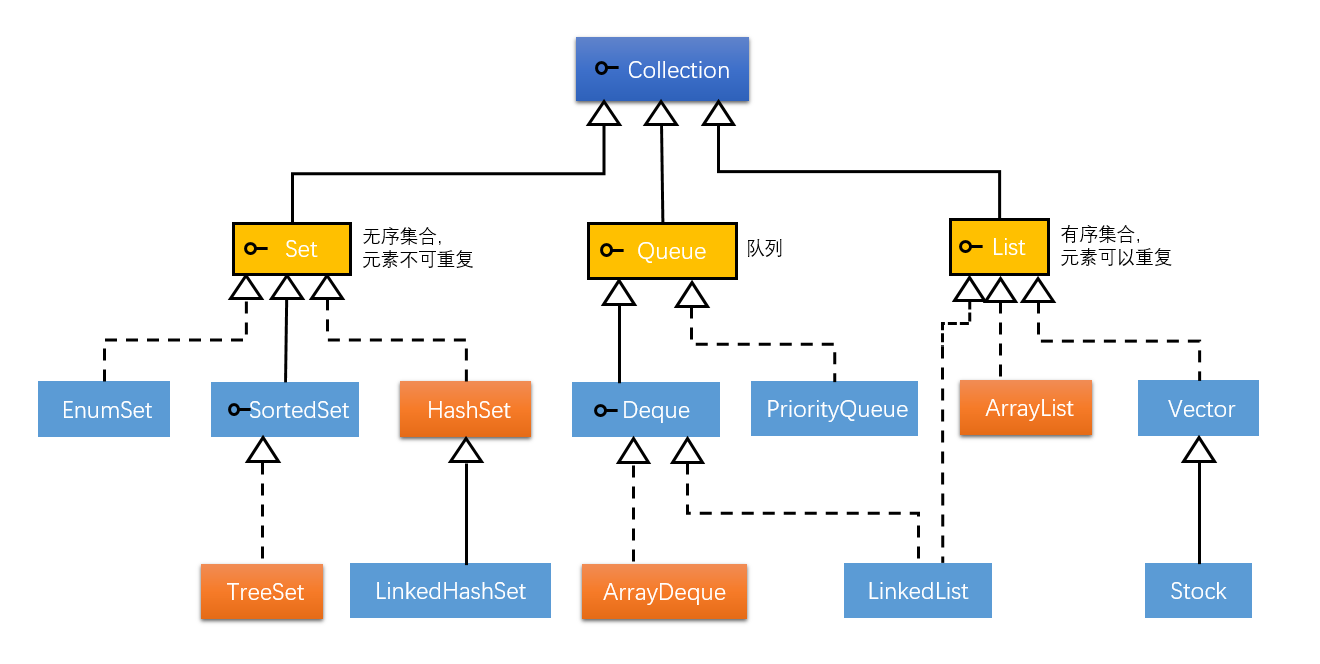 Collection
Set
无序集合,
元素不可重复
Queue
队列
List
有序集合,
元素可以重复
EnumSet
SortedSet
HashSet
Deque
PriorityQueue
ArrayList
Vector
TreeSet
LinkedHashSet
ArrayDeque
LinkedList
Stock